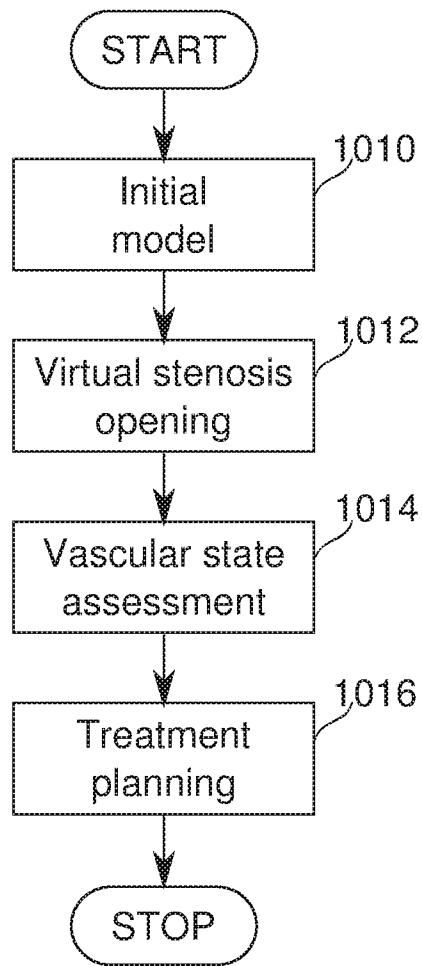 START
1010
Initial
model
1012
Virtual stenosis
opening
1014
Vascular state
assessment
1016
Treatment
planning
STOP